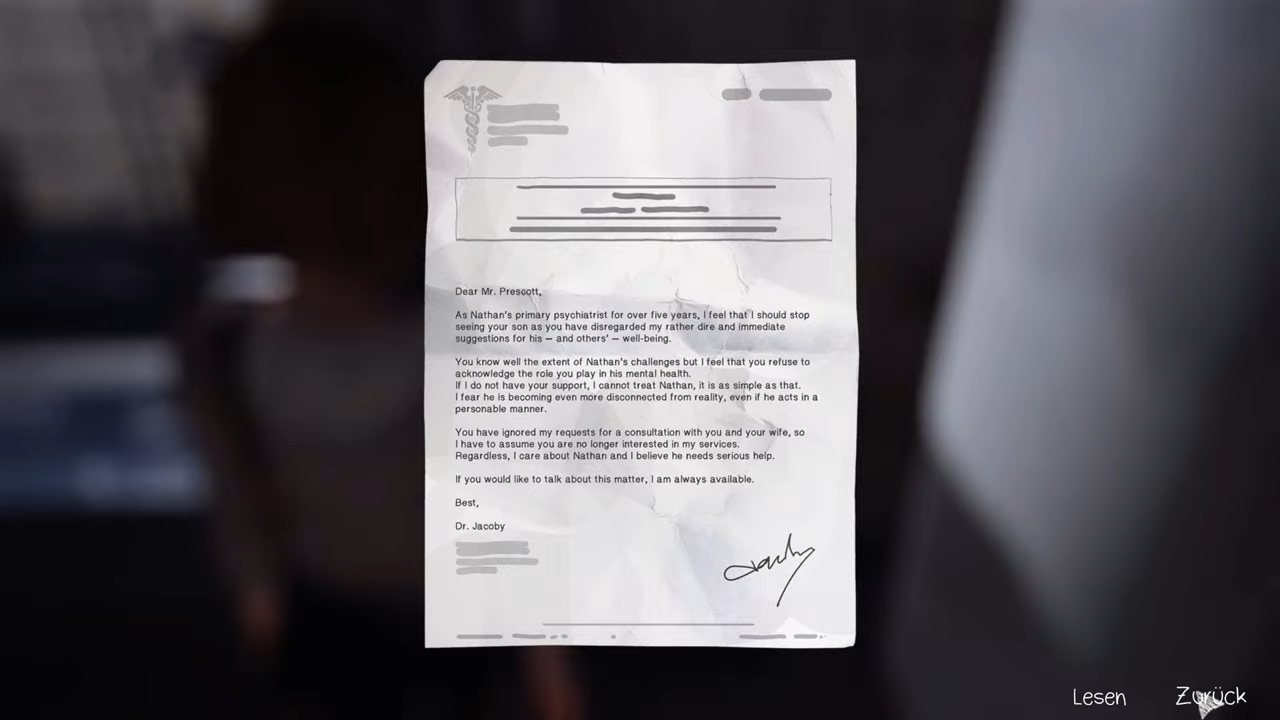 Dear Mr. Prescott,
As Nathan's primary psychiatrist for over five years, I feel that I should stop
seeing your son as you have disregarded my rather dire and immediate
suggestions for his — and others' — well-being.
You know well the extent of Nathan's challenges but I feel that you refuse to
acknowledge the role you play in his mental health.
If I do not have your support, I cannot treat Nathan, it is as simple as that.
I fear he is becoming even more disconnected from reality, even if he acts in a
personable manner.
You have ignored my requests for a consultation with you and your wife, so
I have to assume you are no longer interested in my services.
Regardless, I care about Nathan and I believe he needs serious help.
If you would like to talk about this matter, I am always available.
Best,
Dr. Jacoby
Lesen
Zurück